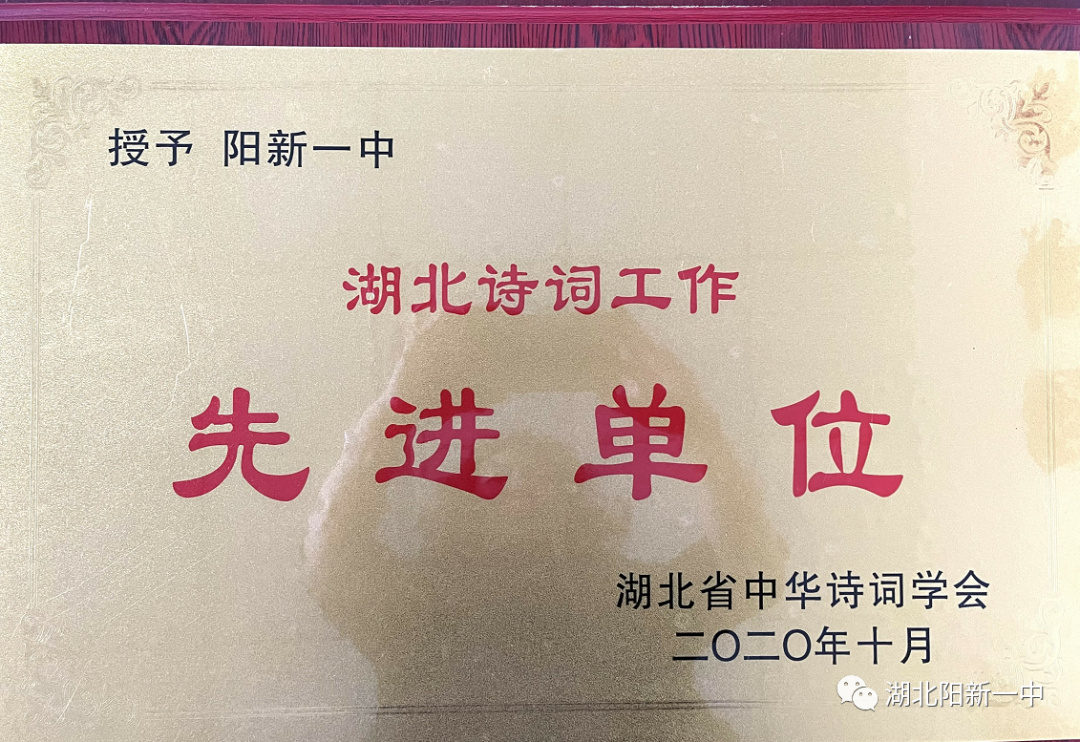 授予 阳新一中
湖北诗词工作
先进单位
湖北省中华诗词学会
二〇二〇年十月
湖北阳新一中